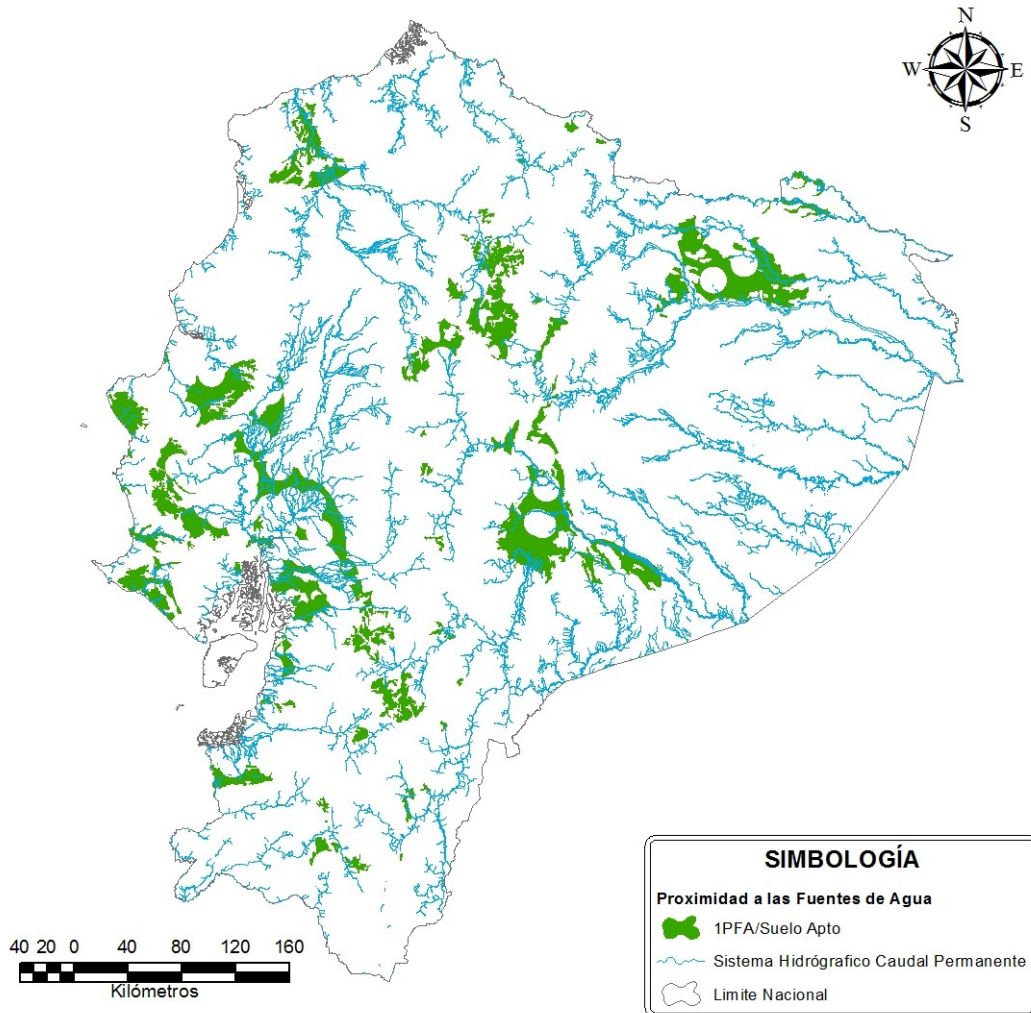 N
W
E
S
SIMBOLOGÍA
Proximidad a las Fuentes de Agua
1PFA/Suelo Apto
Sistema Hidrógrafico Caudal Permanente
Limite Nacional
40 20 0 40 80 120 160
Kilómetros